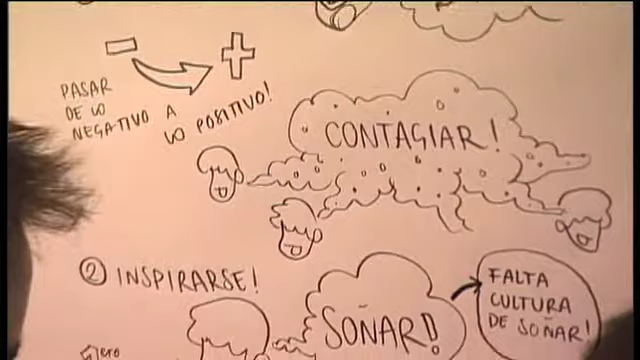 PASAR
DE LO
NEGATIVO A
LO POSITIVO!
CONTAGIAR!
② INSPIRARSE!
SOÑAR!
FALTA
CULTURA
DE SOÑAR!